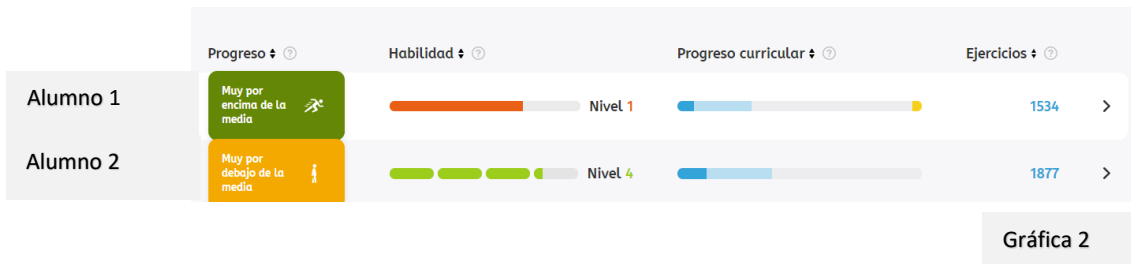 Progreso Habilidad Progreso curricular Ejercicios
Alumno 1
Muy por
encima de la
media
Nivel 1
1534
Alumno 2
Muy por
debajo de la
media
Nivel 4
1877
Gráfica 2